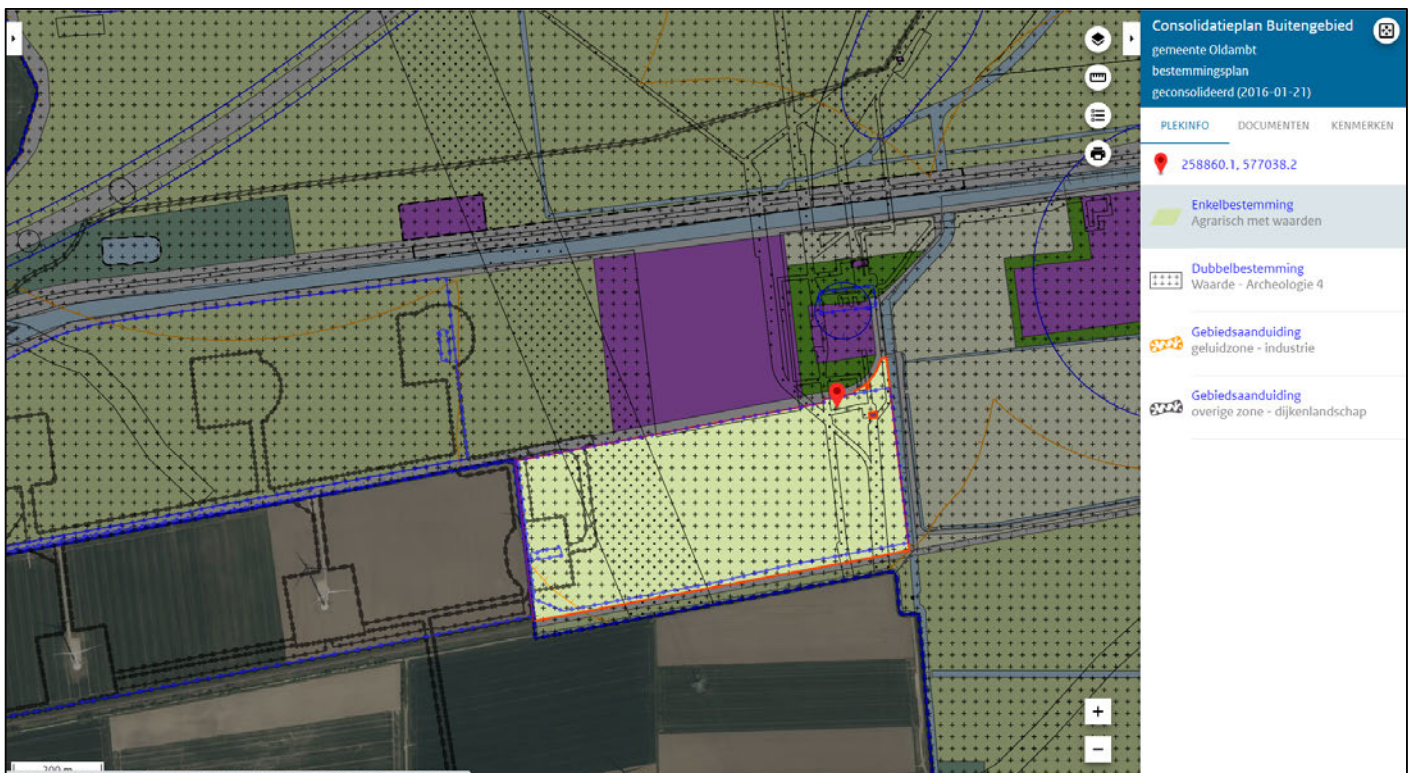 Consolidatieplan Buitengebied
gemeente Oldambt
bestemmingsplan
geconsolideerd (2016-01-21)
PLEKINFO DOCUMENTEN KENMERKEN
258860.1, 577038.2
Enkelbestemming
Agrarisch met waarden
Dubbelbestemming
Waarde - Archeologie 4
Gebiedsaanduiding
geluidzone - industrie
Gebiedsaanduiding
overige zone - dijkenlandschap
+
−
200 m